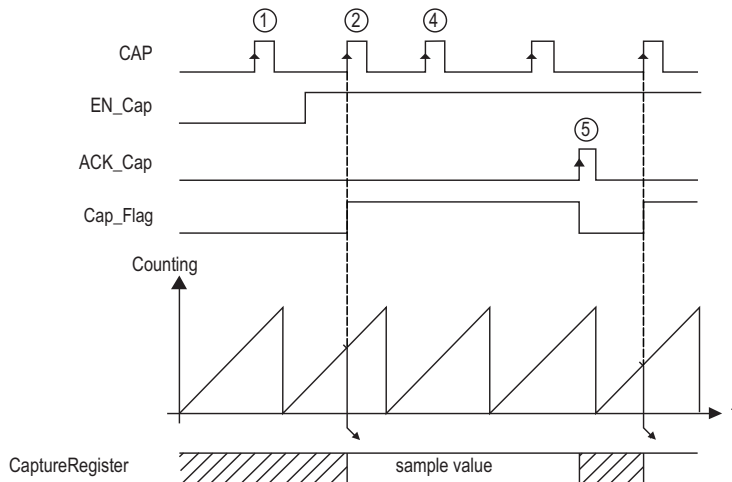 ① ② ④
CAP
EN_Cap
⑤
ACK_Cap
Cap_Flag
Counting
CaptureRegister sample value